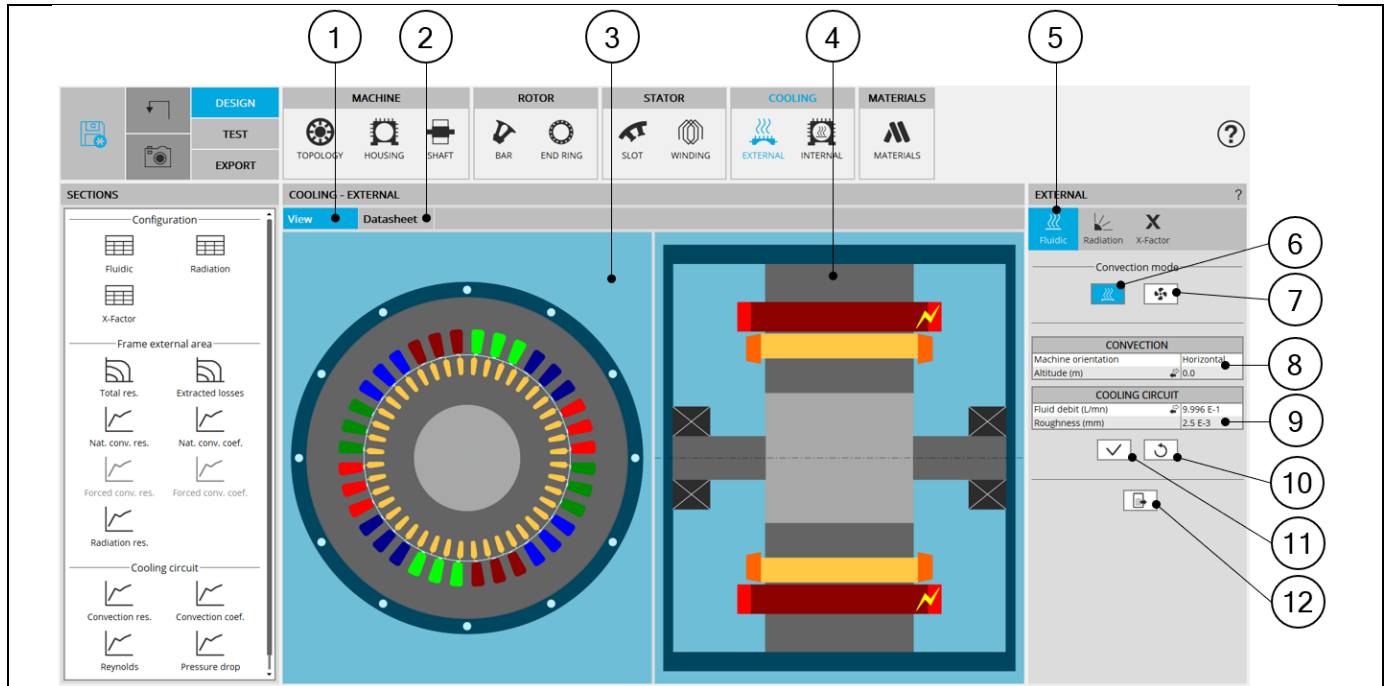 1 2 3 4 5
DESIGN MACHINE ROTOR STATOR COOLING MATERIALS
TEST
TOPOLOGY HOUSING SHAFT BAR END RING SLOT WINDING EXTERNAL INTERNAL MATERIALS
EXPORT
?
SECTIONS
Configuration
Fluidic Radiation
X-Factor
Frame external area
Total res. Extracted losses
Nat. conv. res. Nat. conv. coef.
Forced conv. res. Forced conv. coef.
Radiation res.
Cooling circuit
Convection res. Convection coef.
Reynolds Pressure drop
COOLING - EXTERNAL
View Datasheet
EXTERNAL ?
Fluidic Radiation X-Factor
Convection mode
CONVECTION
Machine orientation Horizontal
Altitude (m) 0.0
COOLING CIRCUIT
Fluid debit (L/mn) 9.996 E-1
Roughness (mm) 2.5 E-3
6
7
8
9
10
11
12